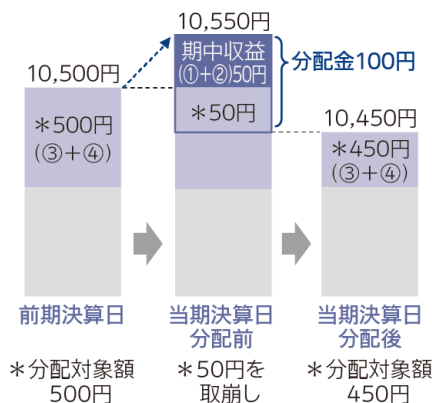 10,550円
期中収益
(①+②)50円
分配金100円
10,500円
＊500円
(③+④)
＊50円
10,450円
＊450円
(③+④)
前期決算日
当期決算日
分配前
当期決算日
分配後
＊分配対象額
500円
＊50円を
取崩し
＊分配対象額
450円